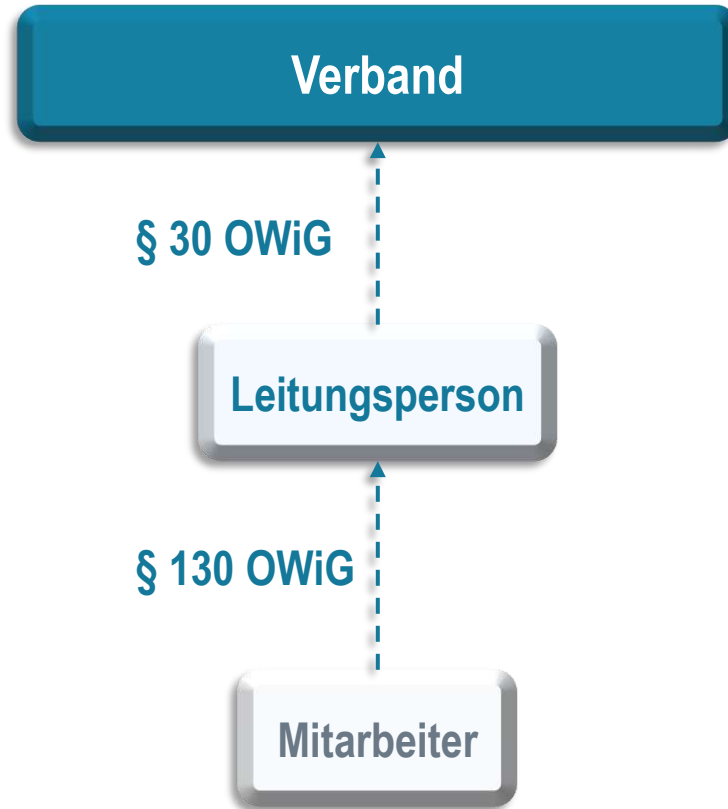 Verband
§ 30 OWiG
Leitungsperson
§ 130 OWiG
Mitarbeiter